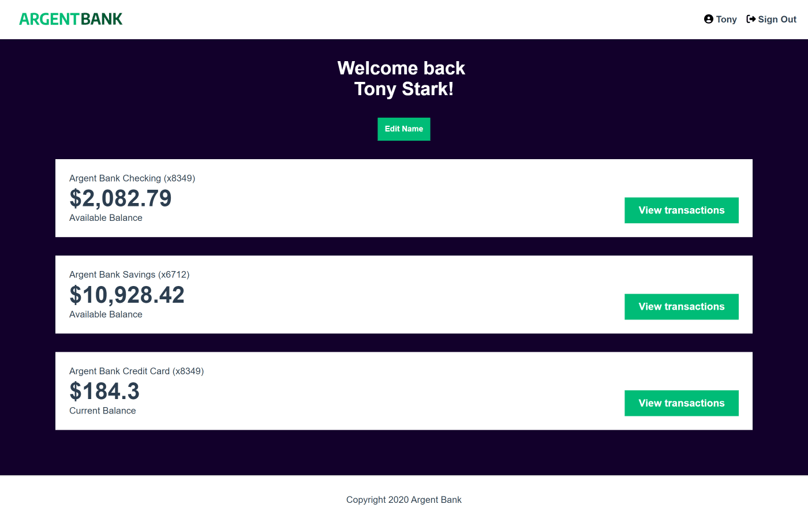 ARGENTBANK
Tony
Sign Out
Welcome back
Tony Stark!
Edit Name
Argent Bank Checking (x8349)
$2,082.79
Available Balance
View transactions
Argent Bank Savings (x6712)
$10,928.42
Available Balance
View transactions
Argent Bank Credit Card (x8349)
$184.3
Current Balance
View transactions
Copyright 2020 Argent Bank